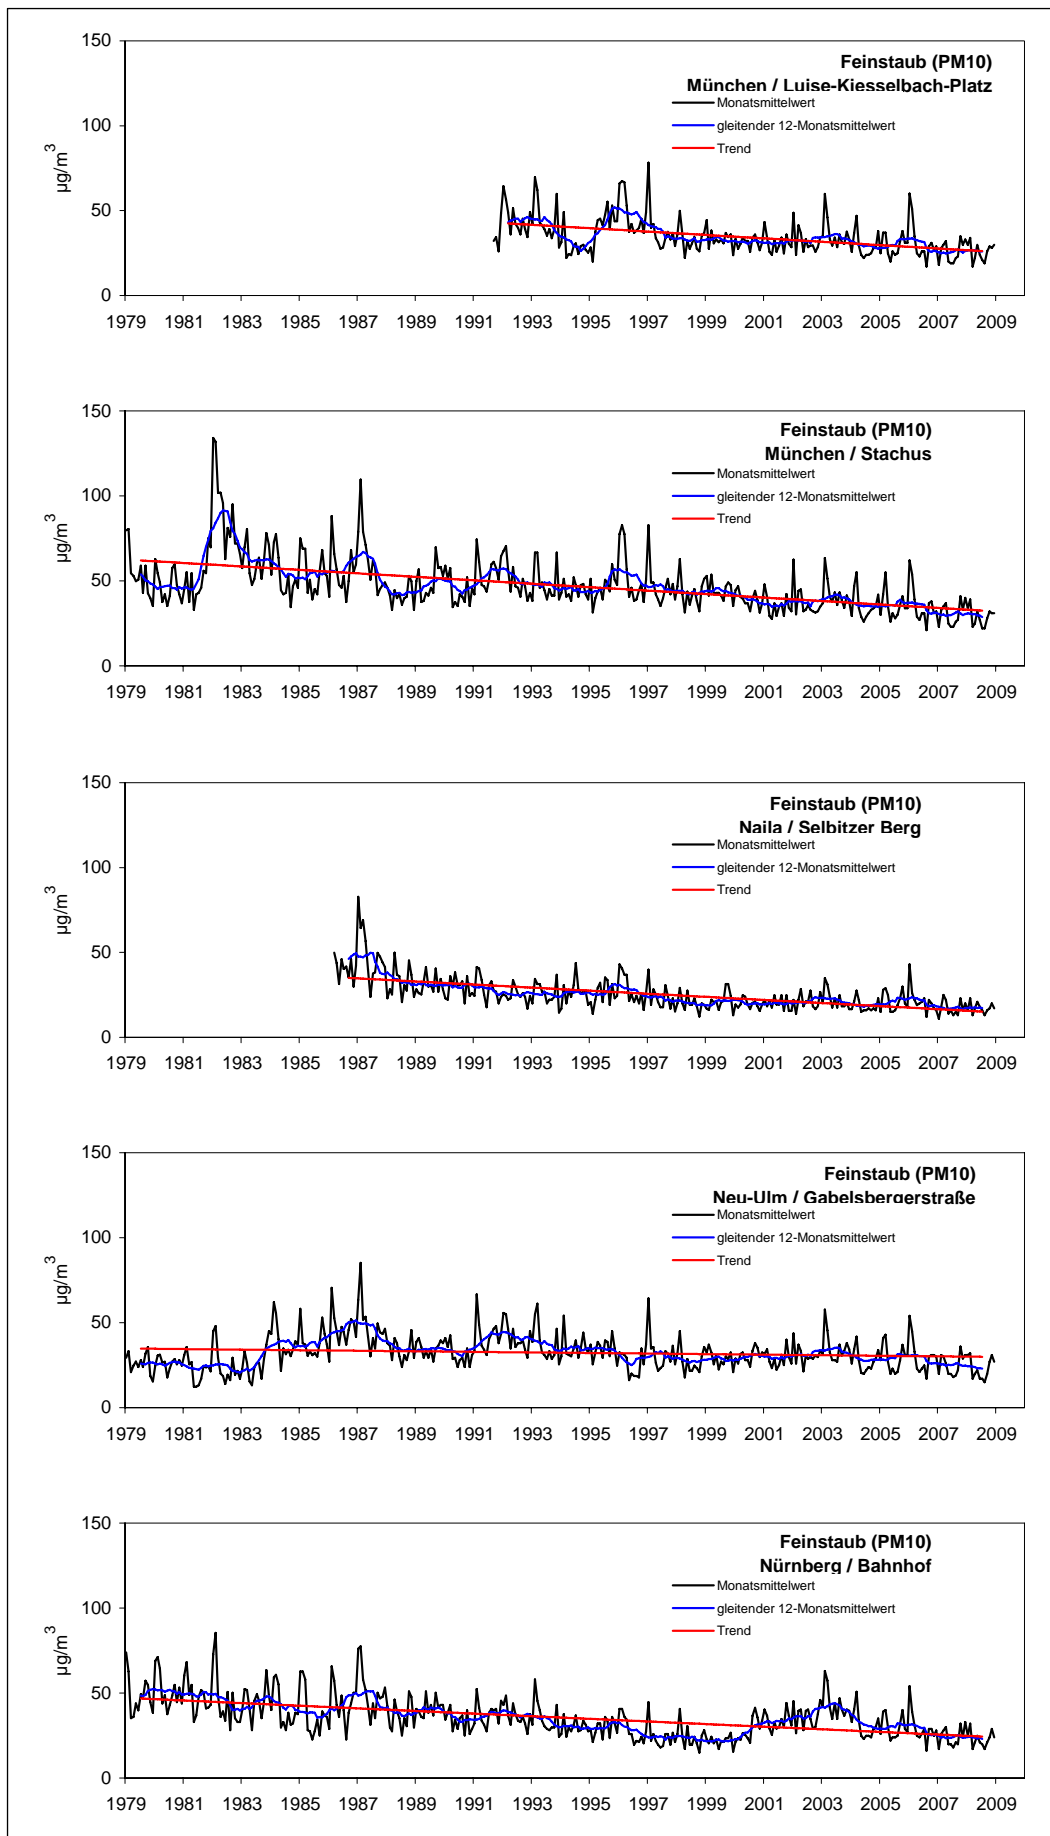 150
Feinstaub (PM10)
München / Luise-Kiesselbach-Platz
Monatsmittelwert
100
gleitender 12-Monatsmittelwert
Trend
µg/m³
50
0
1979 1981 1983 1985 1987 1989 1991 1993 1995 1997 1999 2001 2003 2005 2007 2009
150
Feinstaub (PM10)
München / Stachus
Monatsmittelwert
100
gleitender 12-Monatsmittelwert
Trend
µg/m³
50
0
1979 1981 1983 1985 1987 1989 1991 1993 1995 1997 1999 2001 2003 2005 2007 2009
150
Feinstaub (PM10)
Naila / Selbitzer Berg
Monatsmittelwert
100
gleitender 12-Monatsmittelwert
Trend
µg/m³
50
0
1979 1981 1983 1985 1987 1989 1991 1993 1995 1997 1999 2001 2003 2005 2007 2009
150
Feinstaub (PM10)
Neu-Ulm / Gabelsbergerstraße
Monatsmittelwert
100
gleitender 12-Monatsmittelwert
Trend
µg/m³
50
0
1979 1981 1983 1985 1987 1989 1991 1993 1995 1997 1999 2001 2003 2005 2007 2009
150
Feinstaub (PM10)
Nürnberg / Bahnhof
Monatsmittelwert
100
gleitender 12-Monatsmittelwert
Trend
µg/m³
50
0
1979 1981 1983 1985 1987 1989 1991 1993 1995 1997 1999 2001 2003 2005 2007 2009